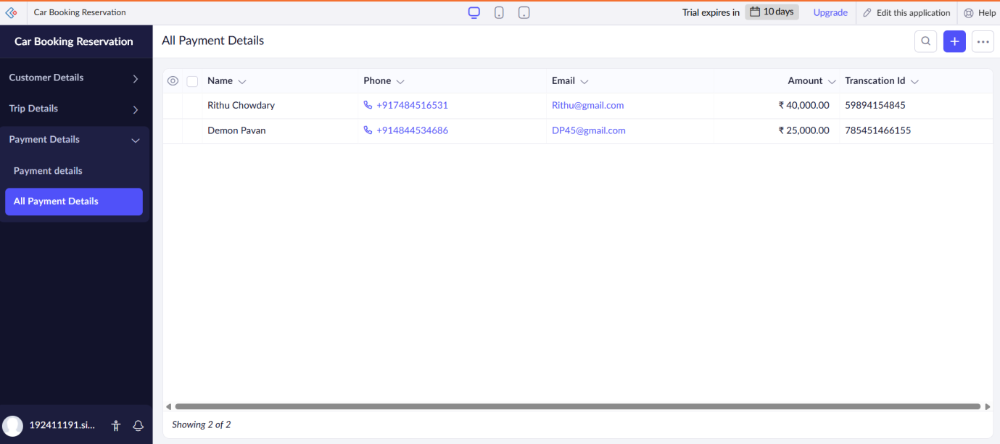 Car Booking Reservation
Trial expires in 10 days Upgrade Edit this application Help
Car Booking Reservation
Customer Details
Trip Details
Payment Details
Payment details
All Payment Details
192411191.si...
All Payment Details
Name Phone Email Amount Transcation Id
Rithu Chowdary +917484516531 Rithu@gmail.com ₹ 40,000.00 59894154845
Demon Pavan +914844534686 DP45@gmail.com ₹ 25,000.00 785451466155
Showing 2 of 2